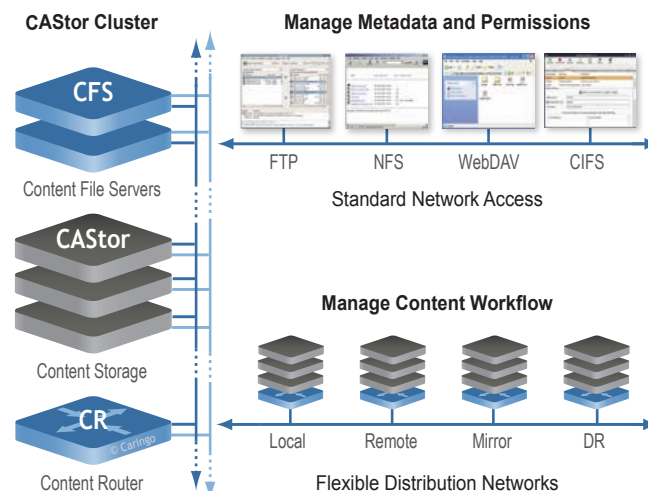 CAStor Cluster
Manage Metadata and Permissions
CFS
Content File Servers
FTP NFS WebDAV CIFS
Standard Network Access
CAStor
Content Storage
Manage Content Workflow
CR
© Caringo
Content Router
Local Remote Mirror DR
Flexible Distribution Networks